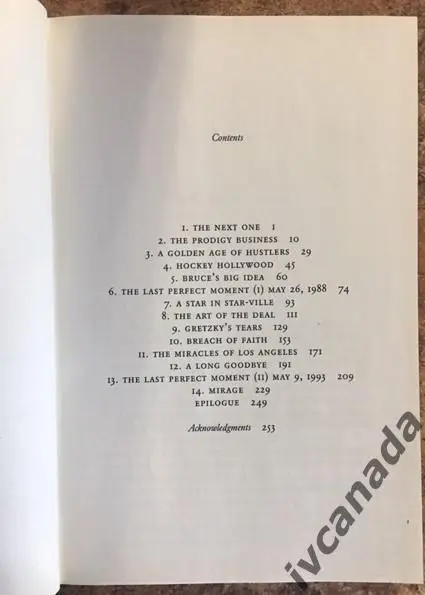 Contents
1. THE NEXT ONE 1
2. THE PRODIGY BUSINESS 10
3. A GOLDEN AGE OF HUSTLERS 29
4. HOCKEY HOLLYWOOD 45
5. BRUCE'S BIG IDEA 60
6. THE LAST PERFECT MOMENT (I) MAY 26, 1988 74
7. A STAR IN STAR-VILLE 93
8. THE ART OF THE DEAL 111
9. GRETZKY'S TEARS 129
10. BREACH OF FAITH 153
11. THE MIRACLES OF LOS ANGELES 171
12. A LONG GOODBYE 191
13. THE LAST PERFECT MOMENT (II) MAY 9, 1993 209
14. MIRAGE 229
EPILOGUE 249
Acknowledgments 253
ivcanada